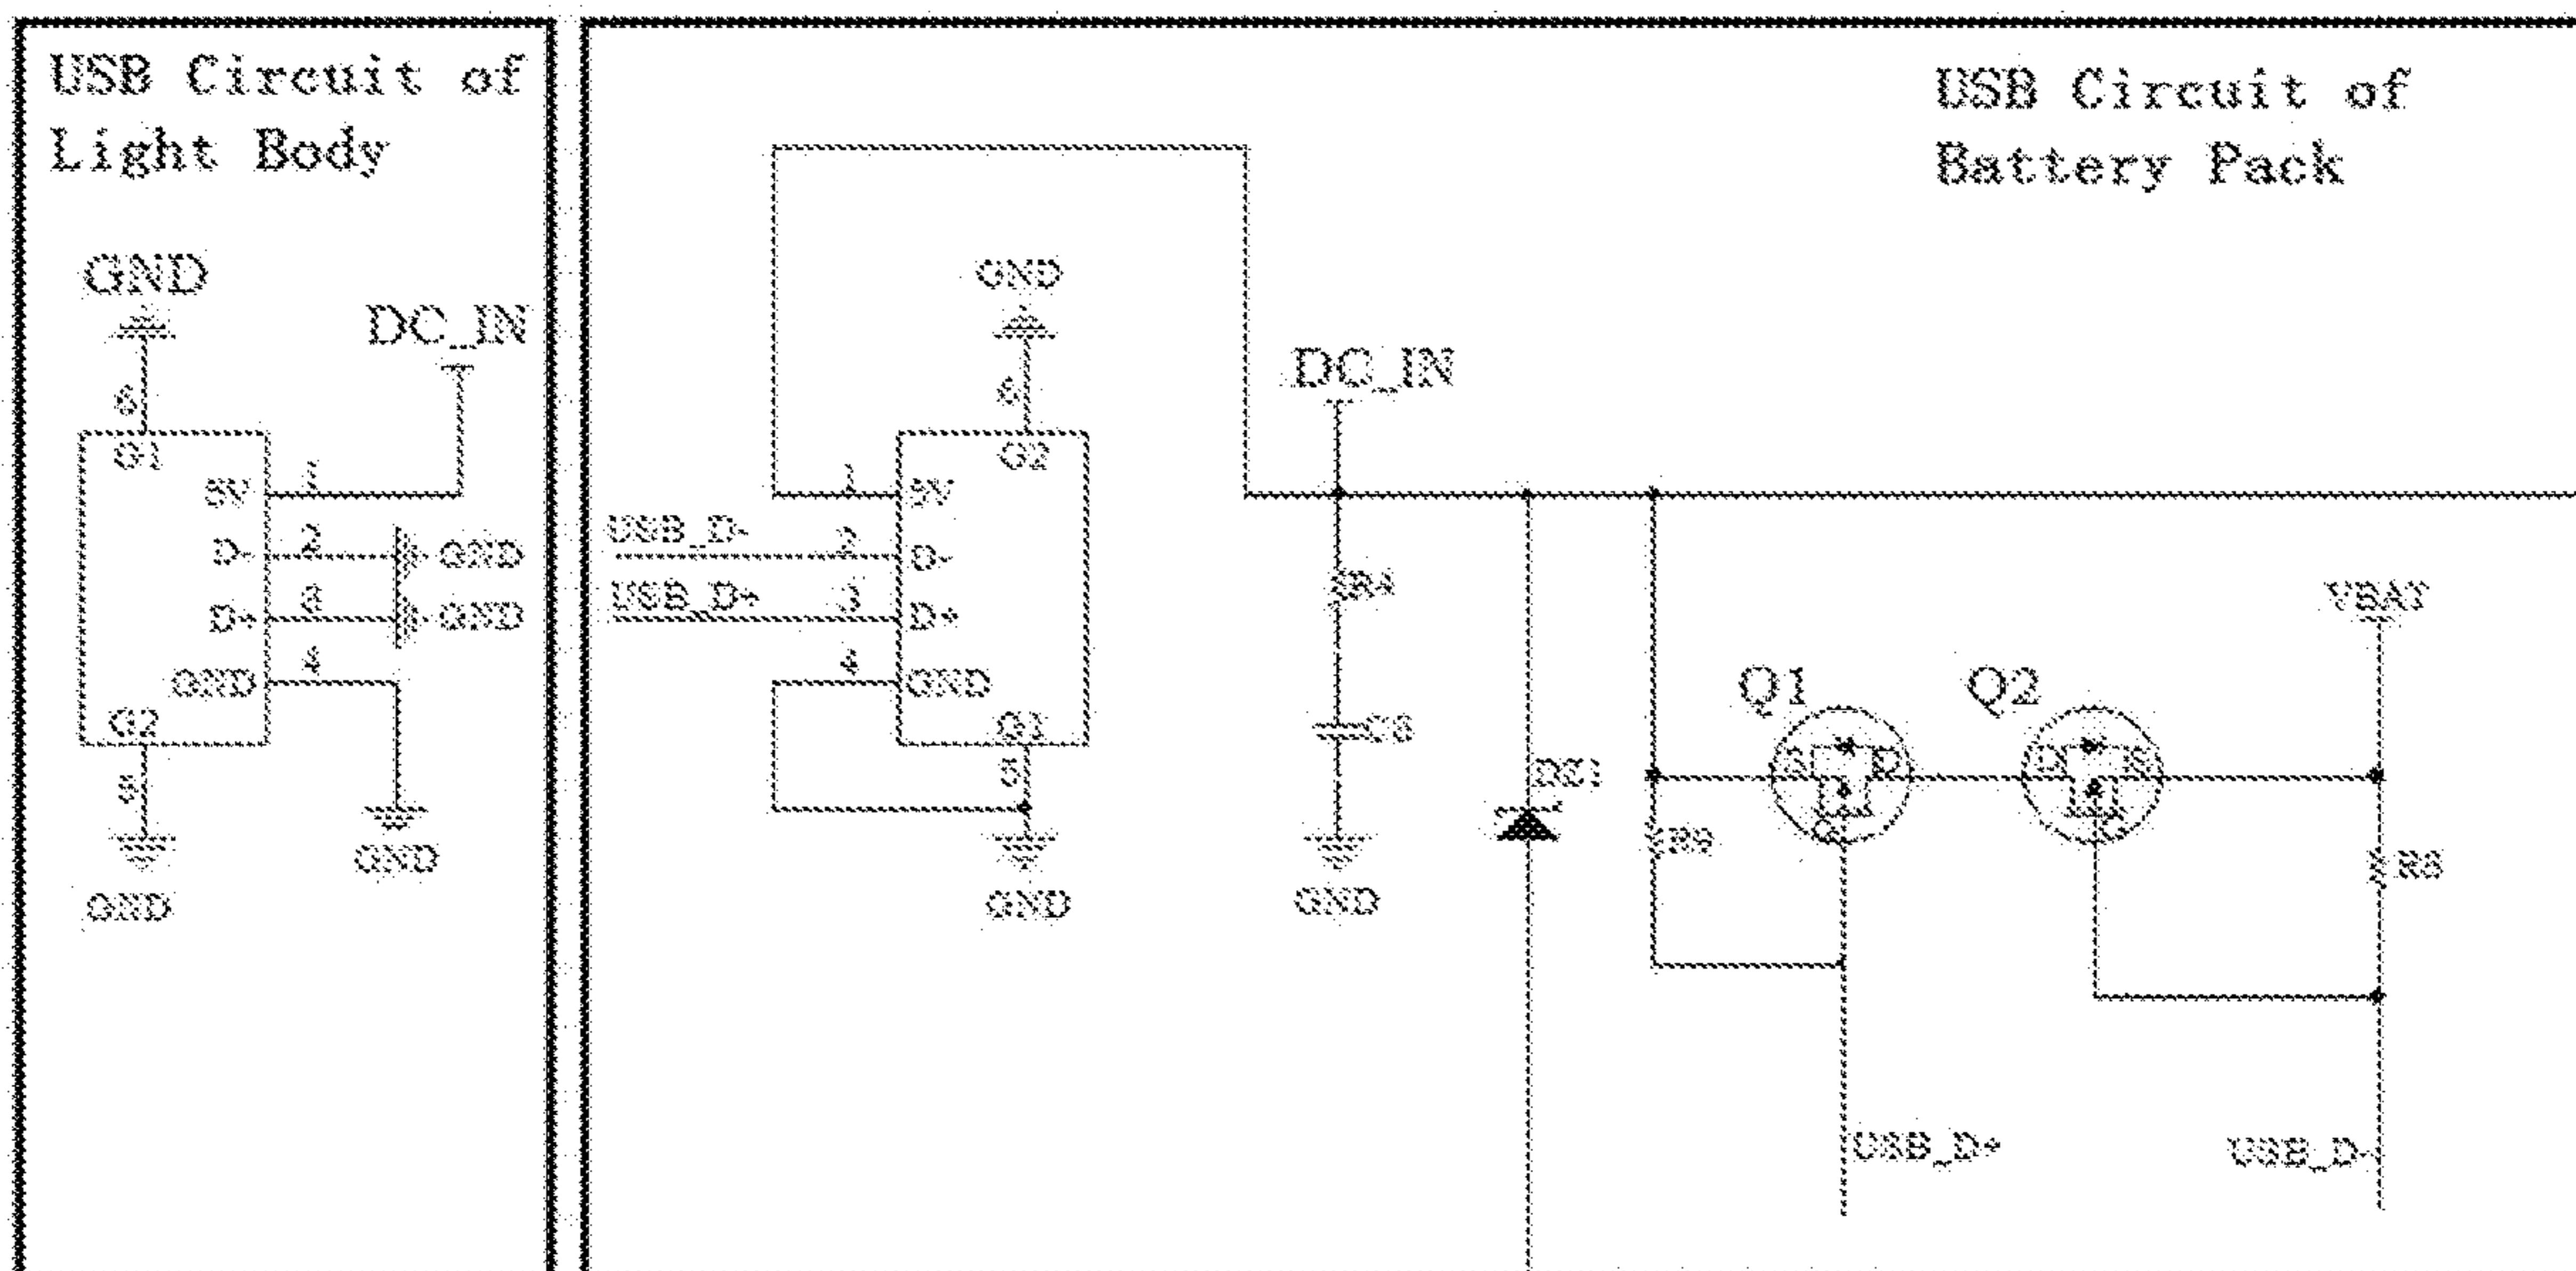 USB Circuit of
Light Body
GND
DC_IN
6
G1
5V
1
D-
2
GND
D+
3
GND
GND
4
G2
5
GND
GND
USB Circuit of
Battery Pack
GND
6
G2
1
5V
USB_D-
2
D-
USB_D+
3
D+
4
GND
G1
5
GND
DC_IN
R4
GND
VBAT
Q1
Q2
S
D
D
S
G
G
R9
USB_D+
USB_D-